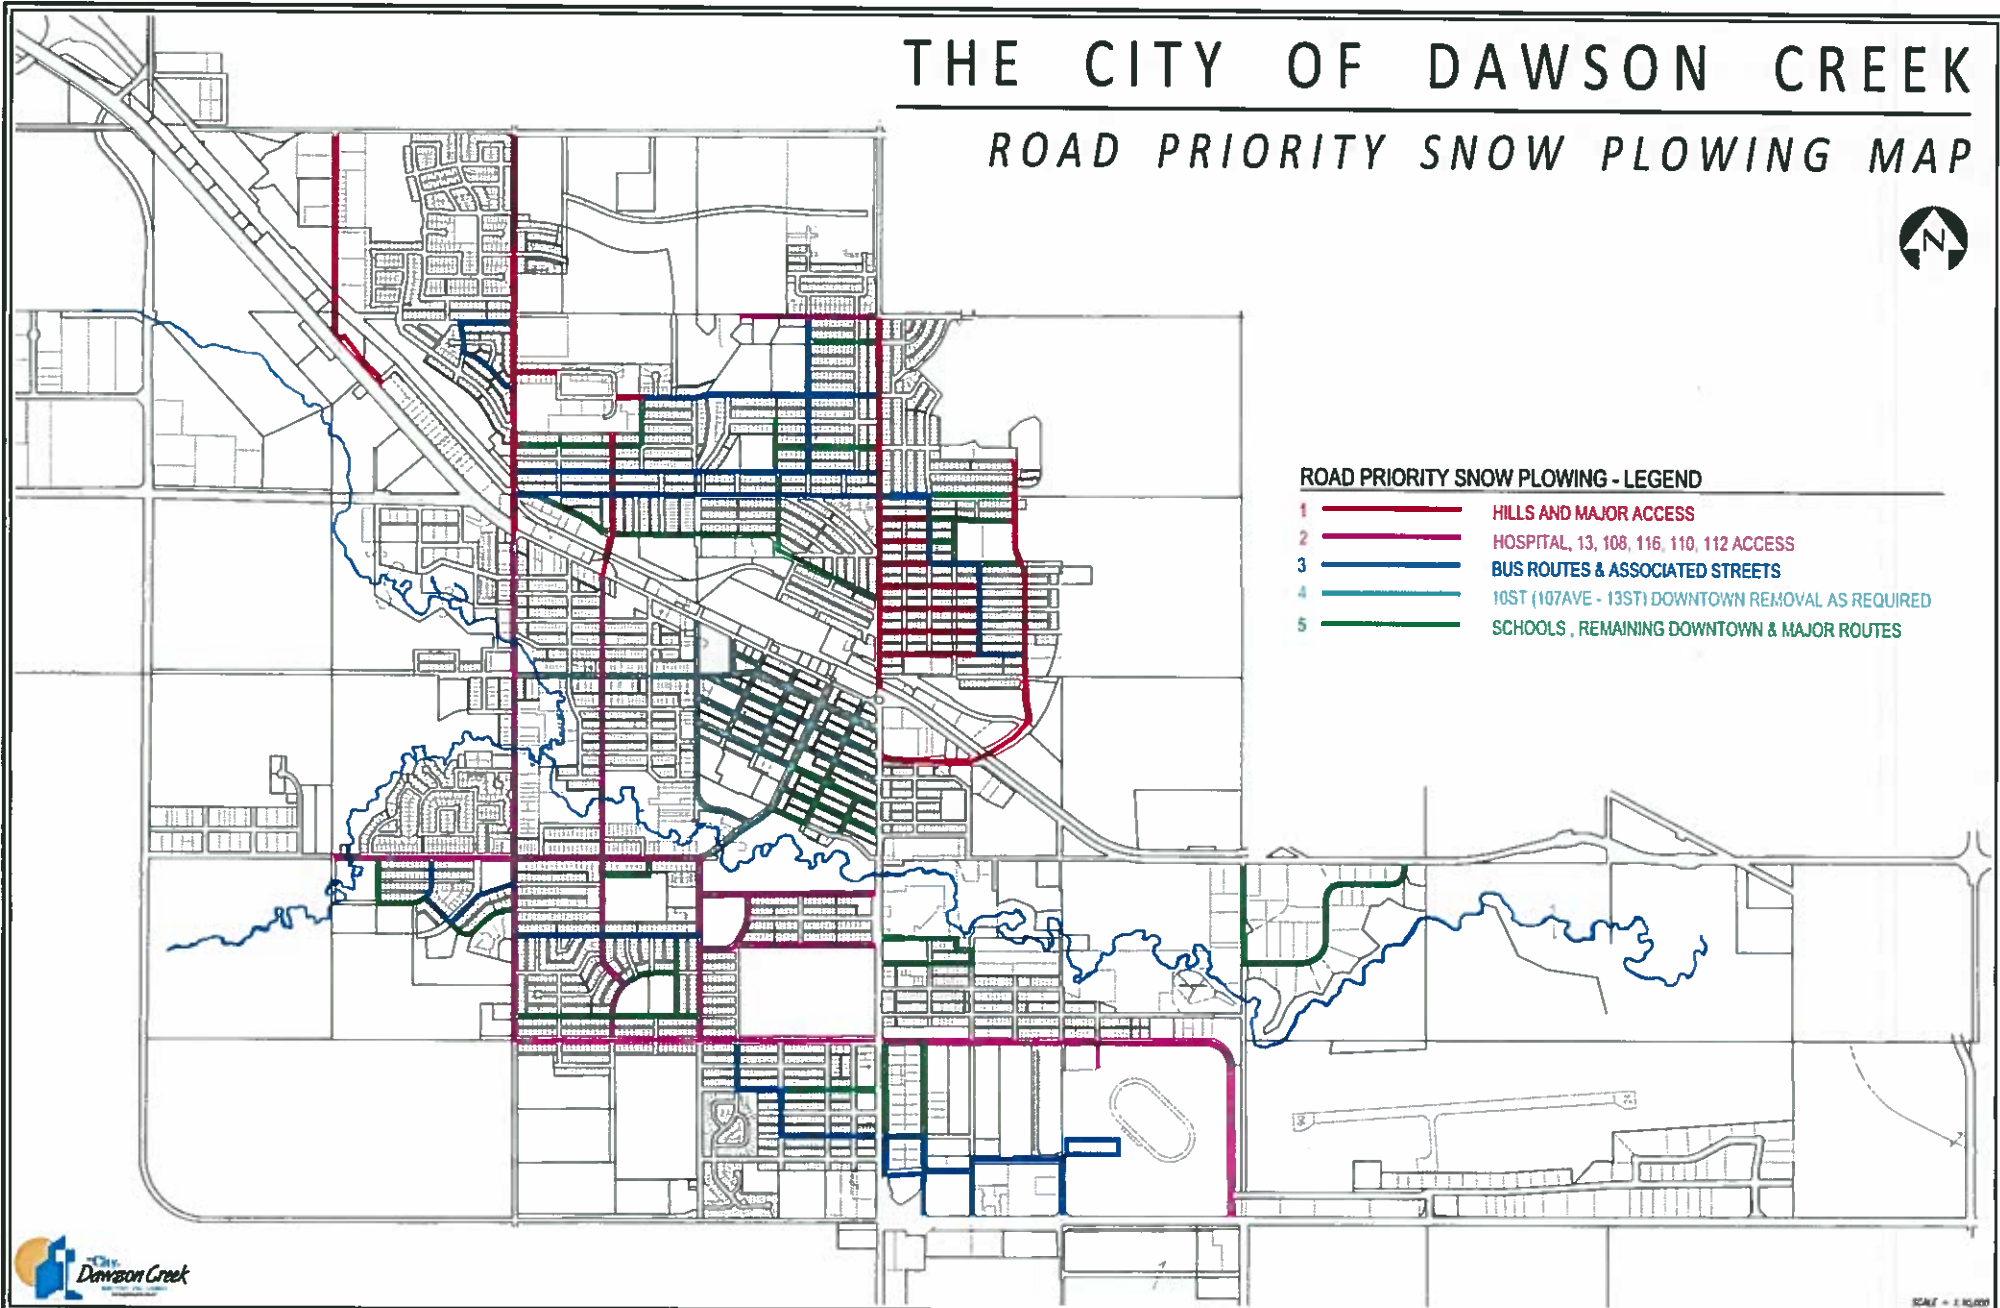 THE CITY OF DAWSON CREEK
ROAD PRIORITY SNOW PLOWING MAP
N
ROAD PRIORITY SNOW PLOWING - LEGEND
1 HILLS AND MAJOR ACCESS
2 HOSPITAL, 13, 108, 116, 110, 112 ACCESS
3 BUS ROUTES & ASSOCIATED STREETS
4 10ST (107AVE - 13ST) DOWNTOWN REMOVAL AS REQUIRED
5 SCHOOLS , REMAINING DOWNTOWN & MAJOR ROUTES
City
Dawson Creek